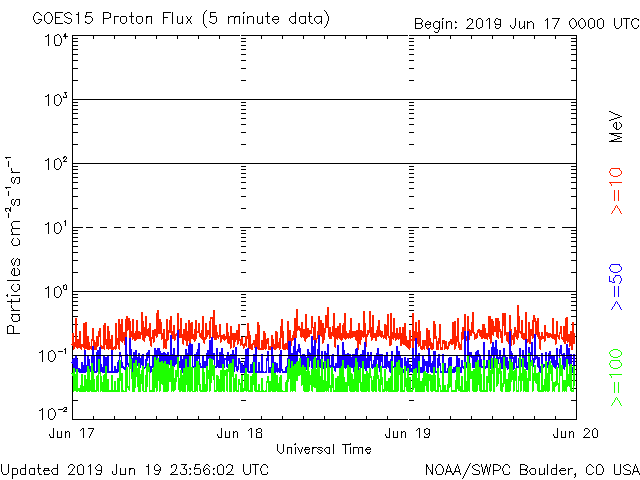 GOES15 Proton Flux (5 minute data)
Begin: 2019 Jun 17 0000 UTC
10⁴
10³
10²
10¹
10⁰
10⁻¹
10⁻²
Particles cm⁻²s⁻¹sr⁻¹
MeV
>=10
>=50
>=100
Jun 17
Jun 18
Jun 19
Jun 20
Universal Time
Updated 2019 Jun 19 23:56:02 UTC
NOAA/SWPC Boulder, CO USA